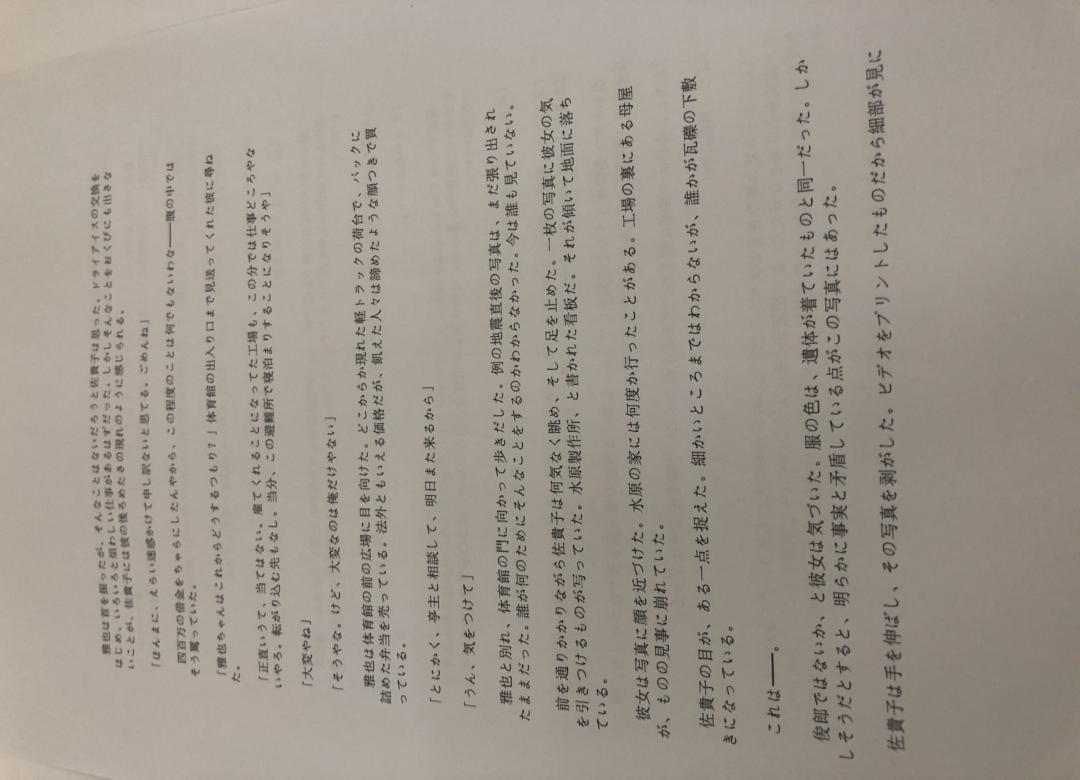 雅也は首を振ったが、そんなことはないだろうと佐貴子は思った。ドライアイスの交換を
はじめ、いろいろと煩わしい仕事があるはずだった。しかしそんなことをおくびにも出さな
いことが、佐貴子には彼の後ろめたさの現れのように感じられる。
「ほんまに、えらい迷惑かけて申し訳ないと思てる。ごめんね」
四百万の借金をちゃらにしたんやから、この程度のことは何でもないわな――腹の中では
そう罵っていた。
「雅也ちゃんはこれからどうするつもり？」体育館の出入り口まで見送ってくれた彼に尋ね
た。
「正直いうて、当てはない。雇てくれることになってた工場も、この分では仕事どころやな
いやろ。転がり込む先もなし。当分、この避難所で寝泊まりすることになりそうや」
「大変やね」
「そうやな。けど、大変なのは俺だけやない」
雅也は体育館の前の広場に目を向けた。どこからか現れた軽トラックの荷台で、パックに
詰めた弁当を売っている。法外ともいえる価格だが、飢えた人々は諦めたような顔つきで買
っている。
「とにかく、亭主と相談して、明日また来るから」
「うん、気をつけて」
雅也と別れ、体育館の門に向かって歩きだした。例の地震直後の写真は、まだ張り出され
たままだった。誰が何のためにそんなことをするのかわからなかった。今は誰も見ていない。
前を通りかかりながら佐貴子は何気なく眺め、そして足を止めた。一枚の写真に彼女の気
を引きつけるものが写っていた。水原製作所、と書かれた看板だ。それが傾いて地面に落ち
ている。
彼女は写真に顔を近づけた。水原の家には何度か行ったことがある。工場の裏にある母屋
が、ものの見事に崩れていた。
佐貴子の目が、ある一点を捉えた。細かいところまではわからないが、誰かが瓦礫の下敷
きになっている。
これは――。
俊郎ではないか、と彼女は気づいた。服の色は、遺体が着ていたものと同一だった。しか
しそうだとすると、明らかに事実と矛盾している点がこの写真にはあった。
佐貴子は手を伸ばし、その写真を剥がした。ビデオをプリントしたものだから細部が見に